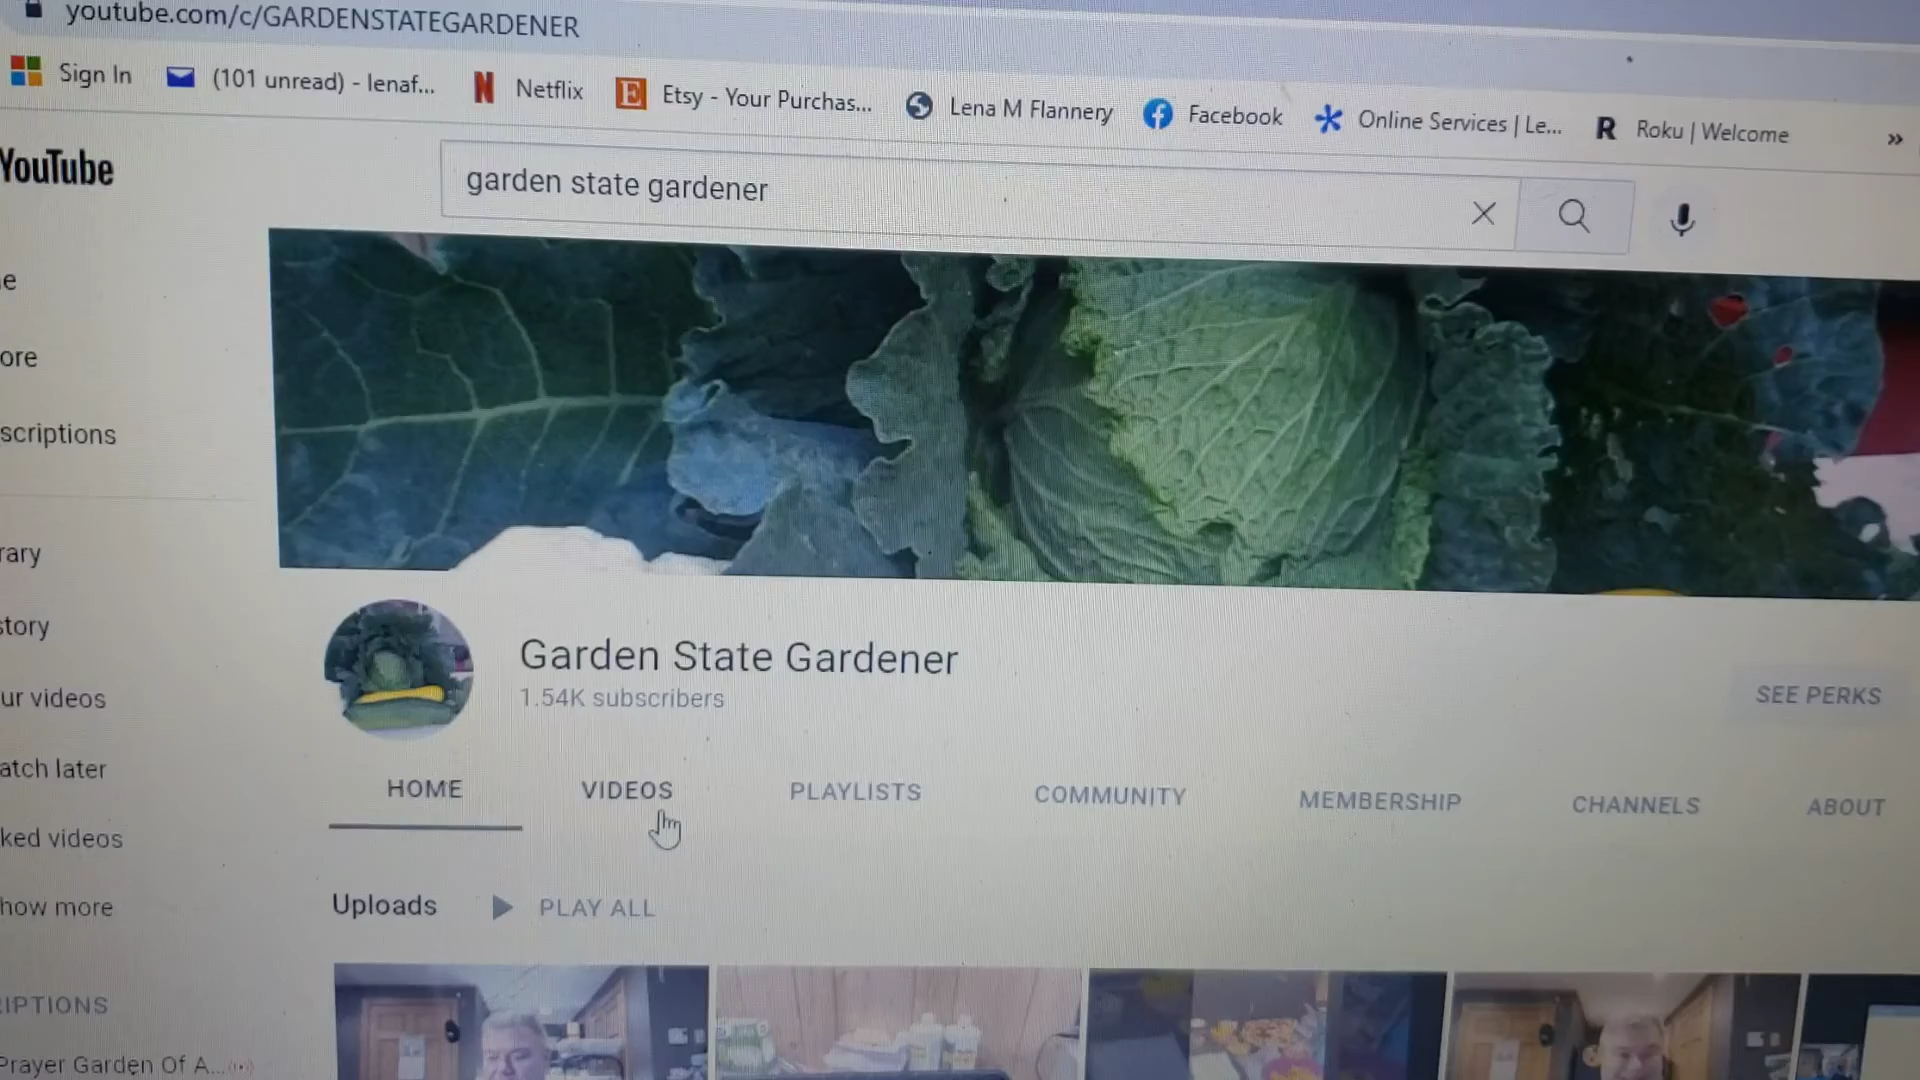 youtube.com/c/GARDENSTATEGARDENER
Sign In (101 unread) - lenaf... Netflix E Etsy - Your Purchas... Lena M Flannery Facebook Online Services | Le... R Roku | Welcome »
YouTube
garden state gardener
e
ore
scriptions
rary
story
ur videos
atch later
ked videos
how more
IPTIONS
Prayer Garden Of A...
Garden State Gardener
1.54K subscribers
SEE PERKS
HOME VIDEOS PLAYLISTS COMMUNITY MEMBERSHIP CHANNELS ABOUT
Uploads PLAY ALL